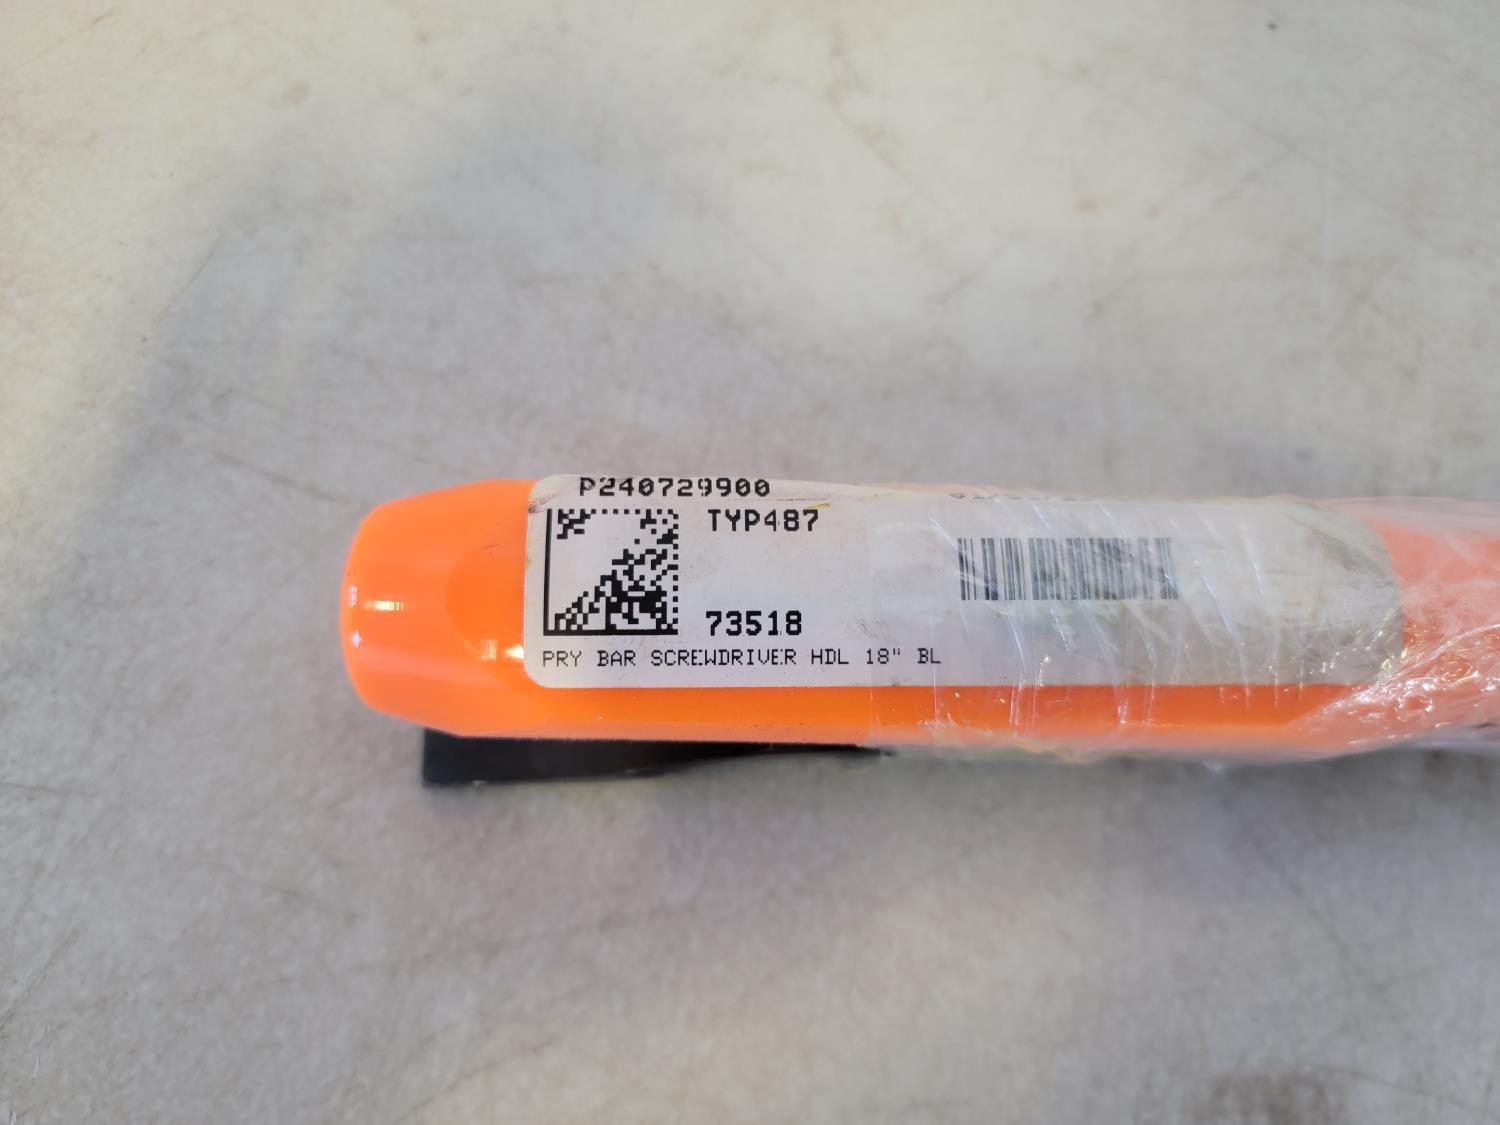 P240729900
TYP487
73518
PRY BAR SCREWDRIVER HDL 18" BL